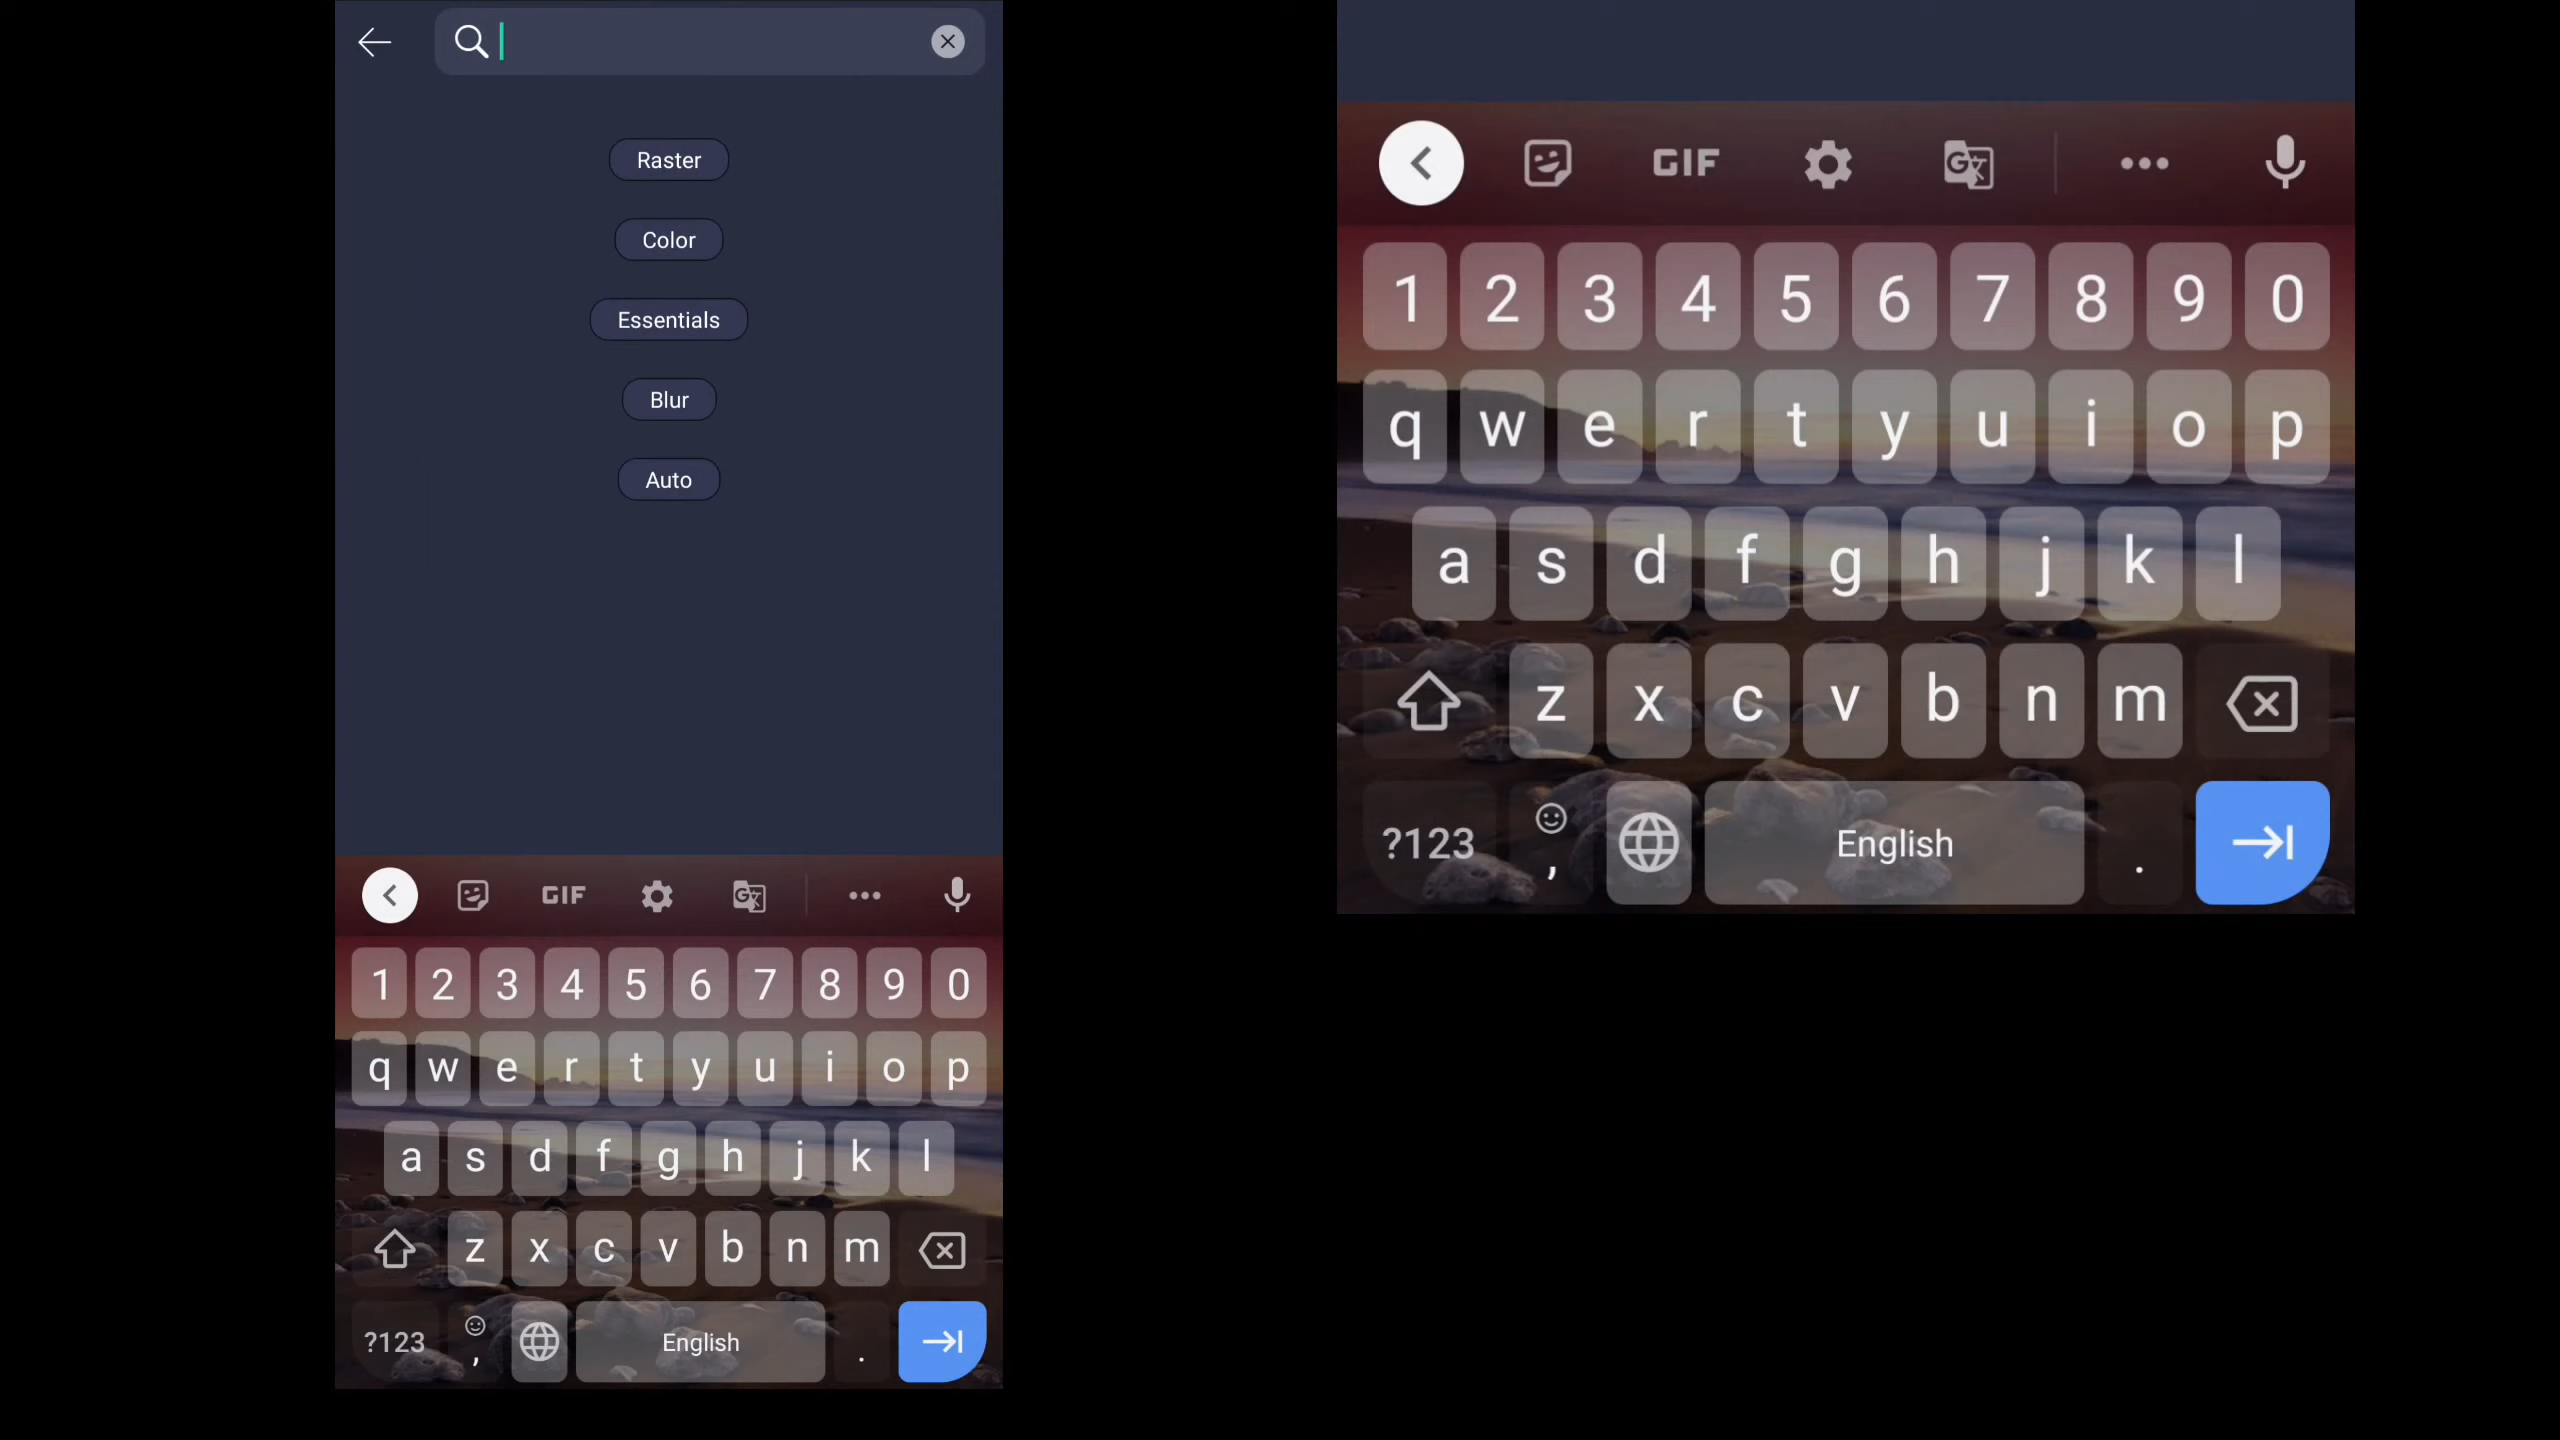 Raster
Color
Essentials
Blur
Auto
GIF
1 2 3 4 5 6 7 8 9 0
q w e r t y u i o p
a s d f g h j k l
z x c v b n m
?123 , English .
GIF
1 2 3 4 5 6 7 8 9 0
q w e r t y u i o p
a s d f g h j k l
z x c v b n m
?123 , English .